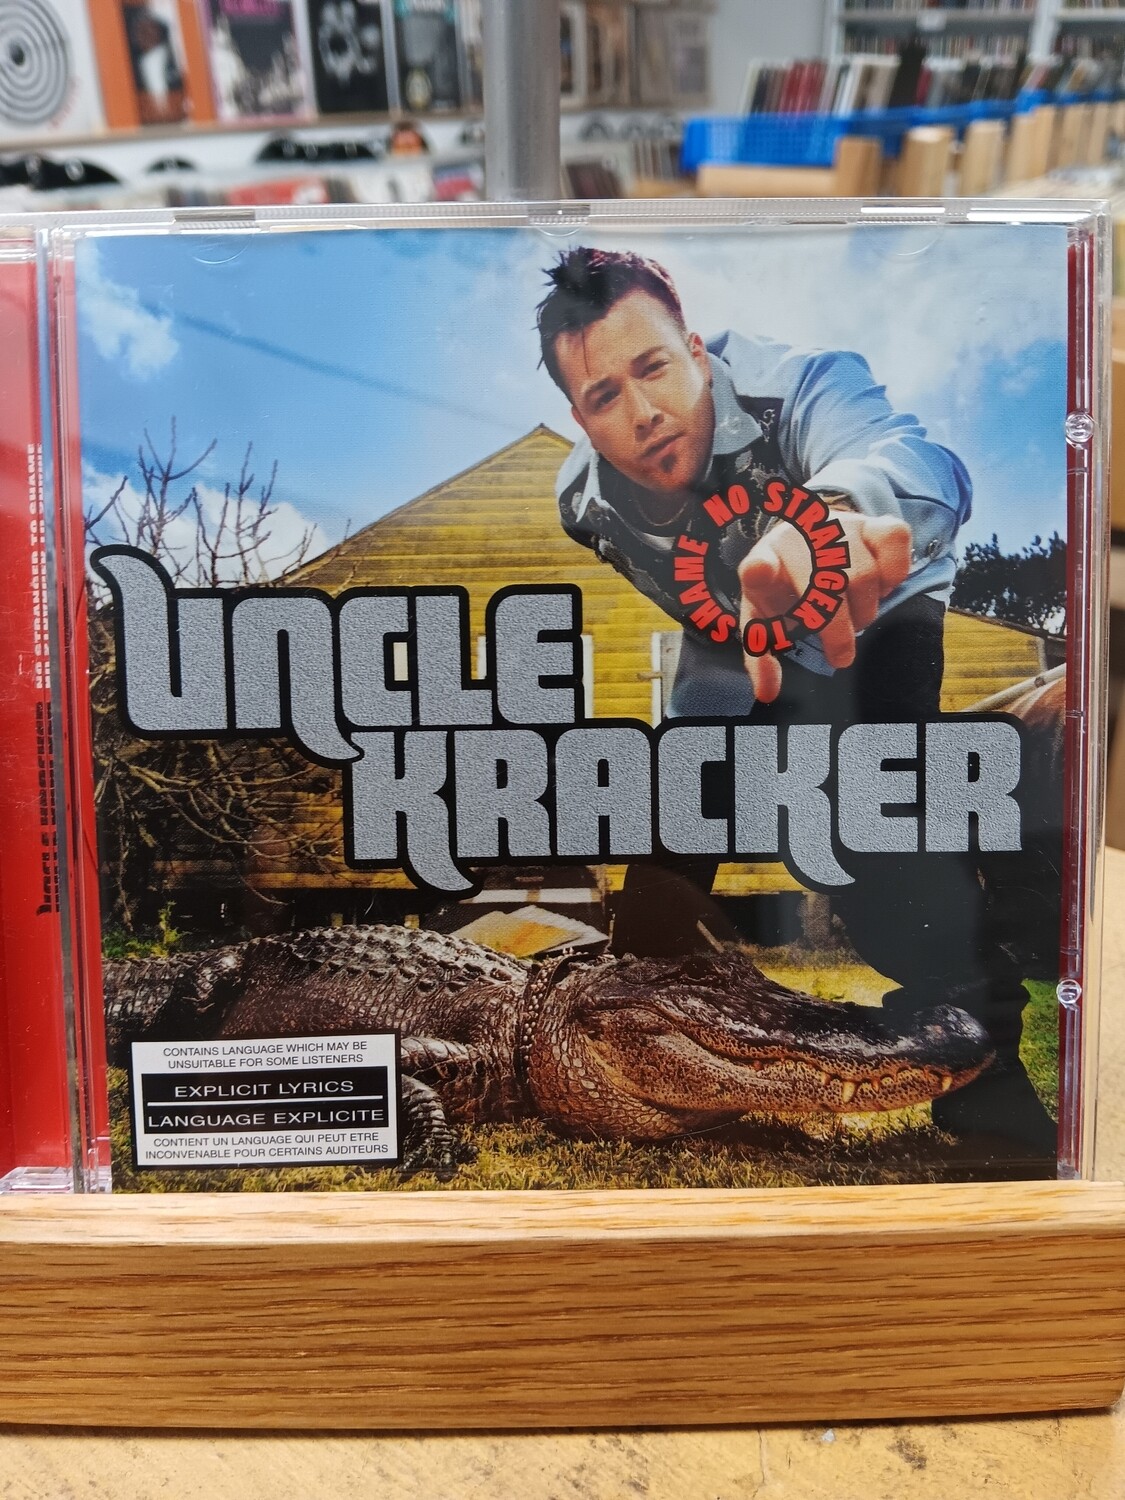 NO STRANGER TO SHAME
UNCLE
KRACKER
CONTAINS LANGUAGE WHICH MAY BE
UNSUITABLE FOR SOME LISTENERS
EXPLICIT LYRICS
LANGUAGE EXPLICITE
CONTIENT UN LANGUAGE QUI PEUT ETRE
INCONVENABLE POUR CERTAINS AUDITEURS